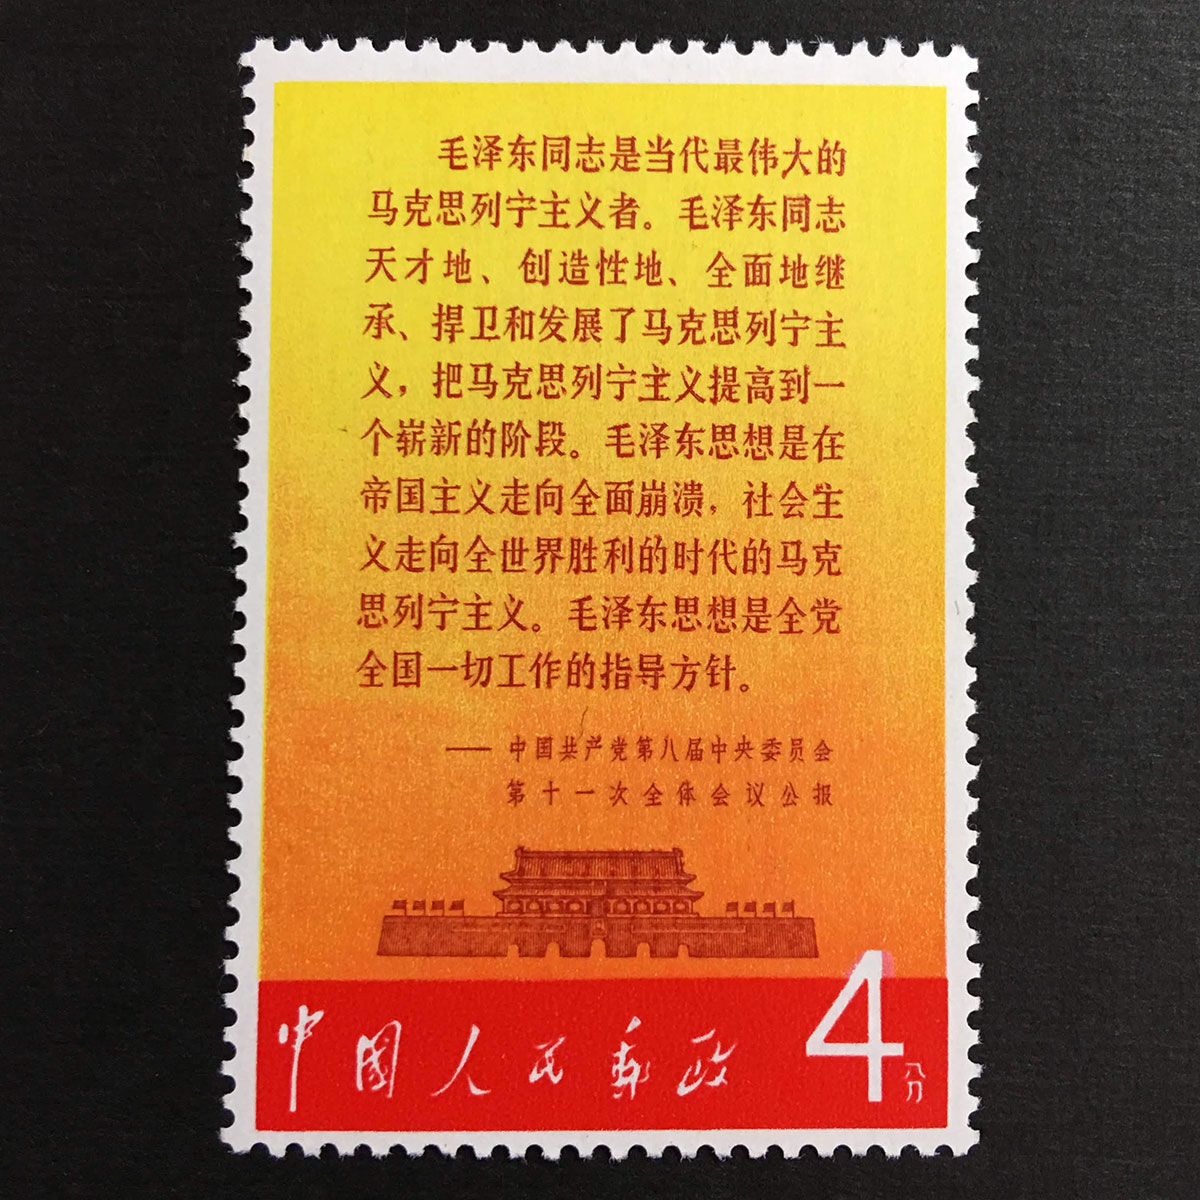 毛泽东同志是当代最伟大的
马克思列宁主义者。毛泽东同志
天才地、创造性地、全面地继
承、捍卫和发展了马克思列宁主
义，把马克思列宁主义提高到一
个崭新的阶段。毛泽东思想是在
帝国主义走向全面崩溃，社会主
义走向全世界胜利的时代的马克
思列宁主义。毛泽东思想是全党
全国一切工作的指导方针。
——中国共产党第八届中央委员会
第十一次全体会议公报
中国人民邮政
4分